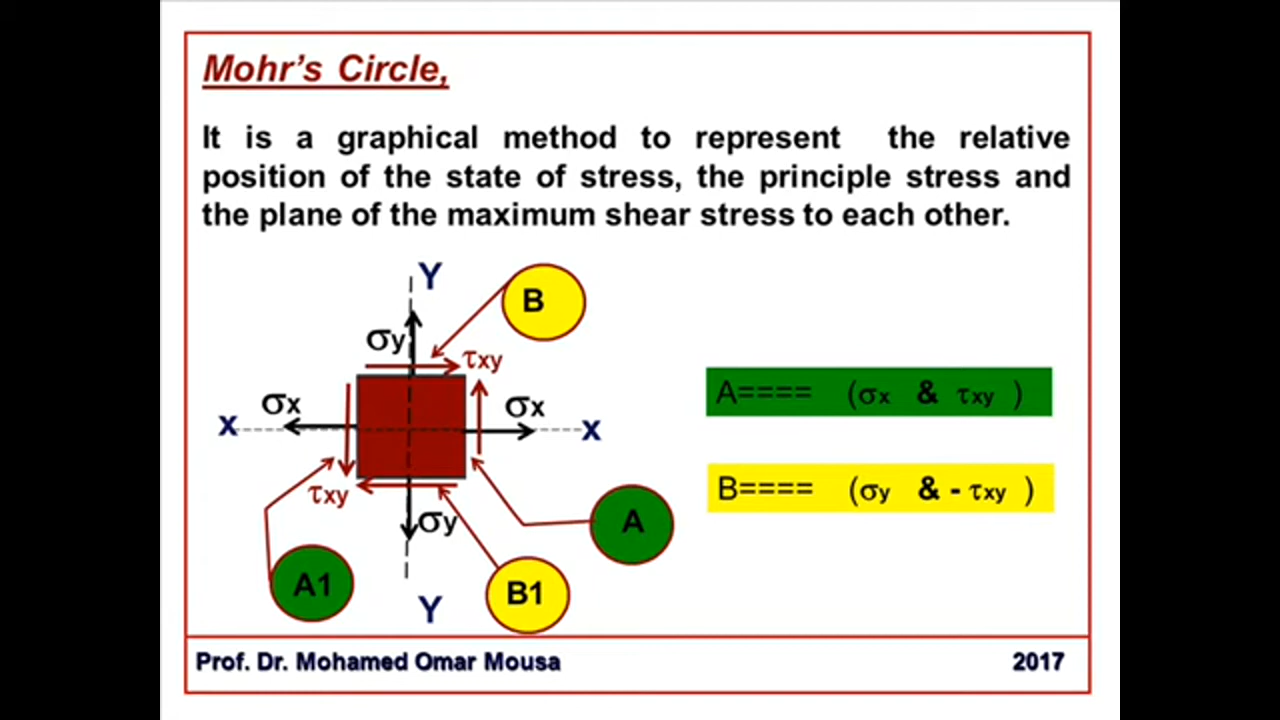 Mohr's Circle,
It is a graphical method to represent the relative
position of the state of stress, the principle stress and
the plane of the maximum shear stress to each other.
Y
B
σy
τxy
σx
σx
x
x
A==== (σx & τxy )
B==== (σy & - τxy )
τxy
σy
A
A1
B1
Y
Prof. Dr. Mohamed Omar Mousa
2017